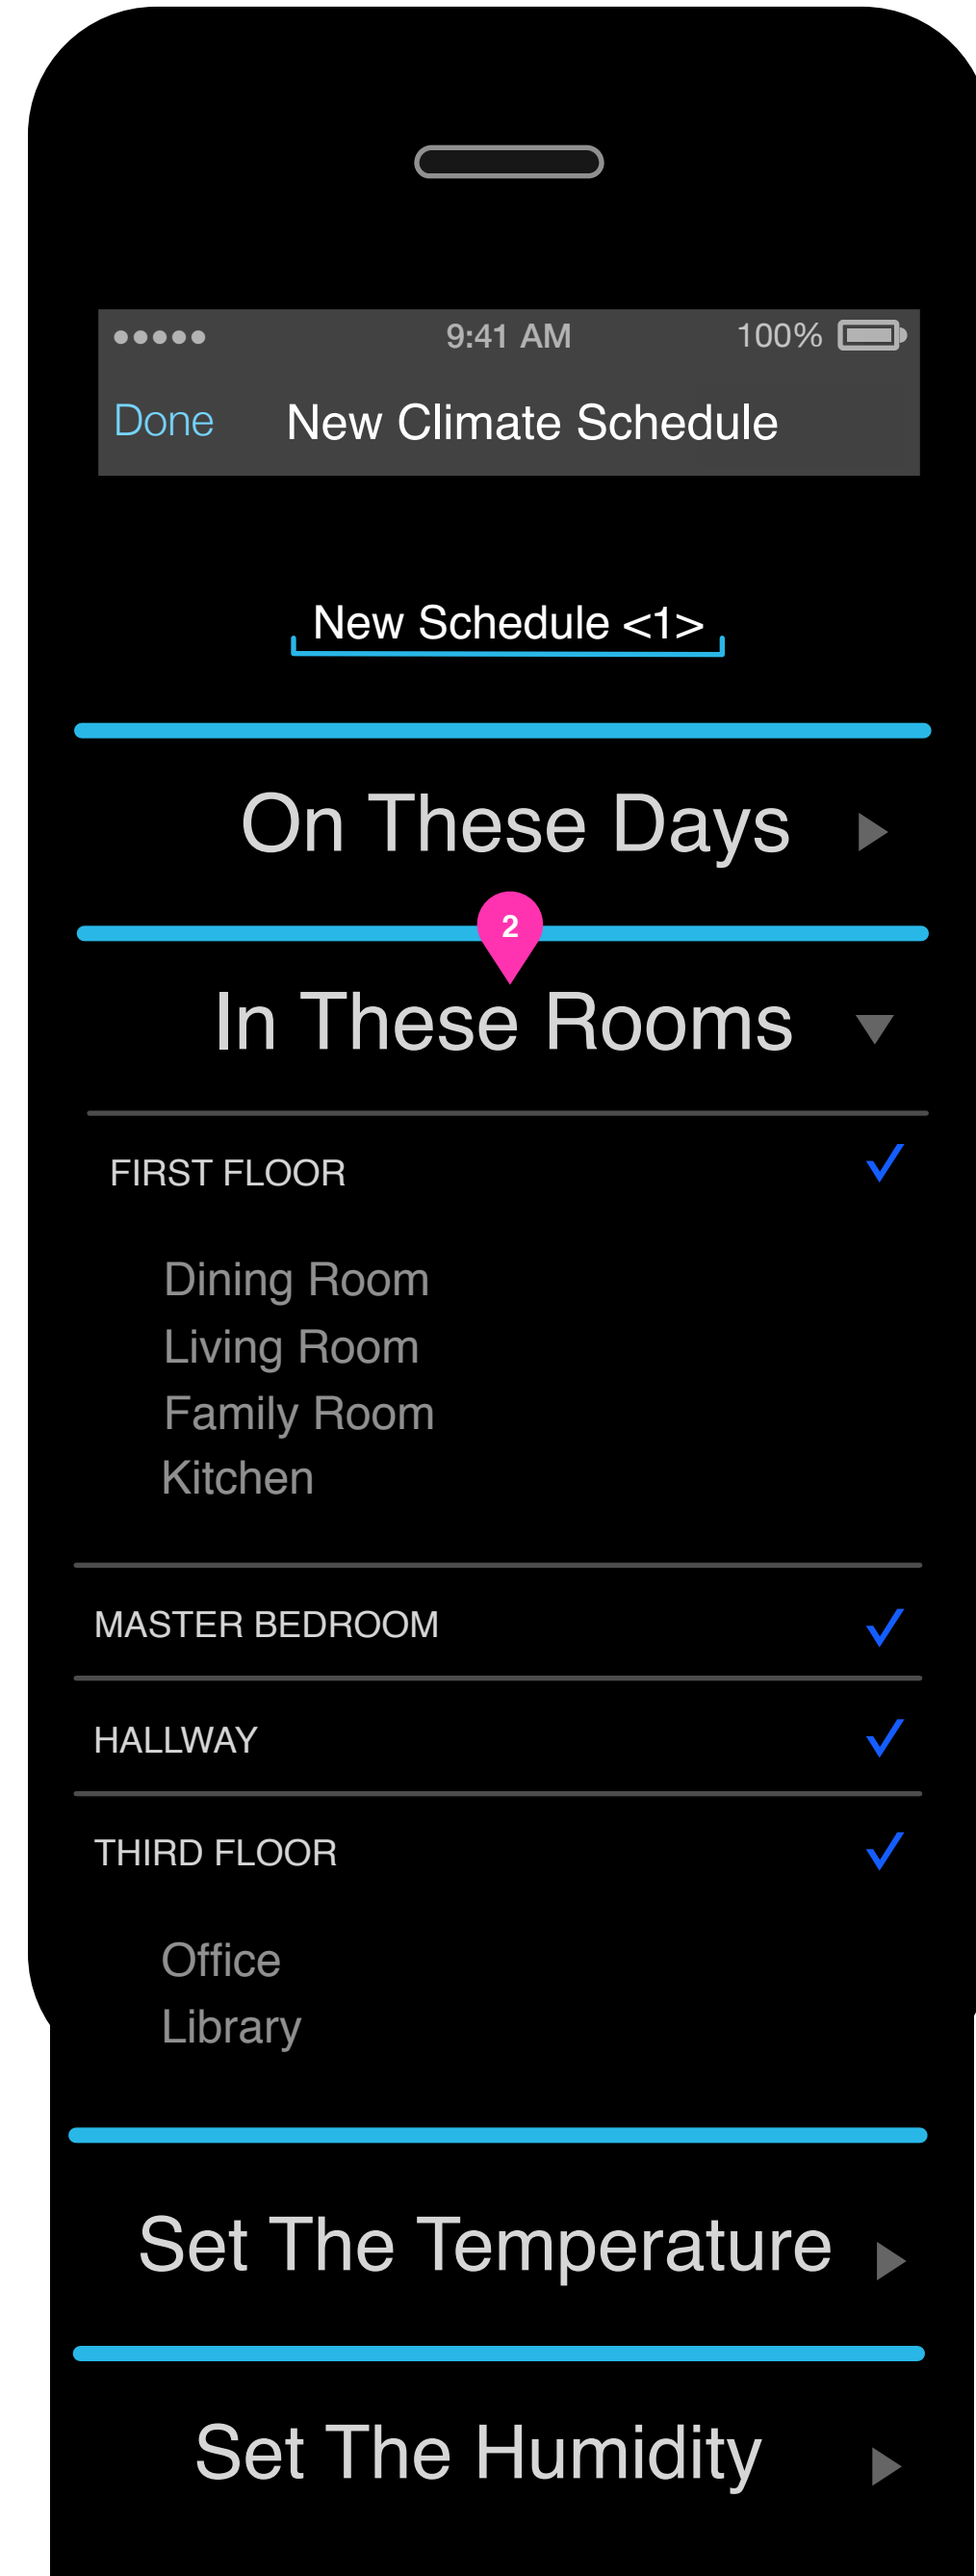 9:41 AM 100%
Done New Climate Schedule
New Schedule <1>
On These Days
2
In These Rooms
FIRST FLOOR
Dining Room
Living Room
Family Room
Kitchen
MASTER BEDROOM
HALLWAY
THIRD FLOOR
Office
Library
Set The Temperature
Set The Humidity